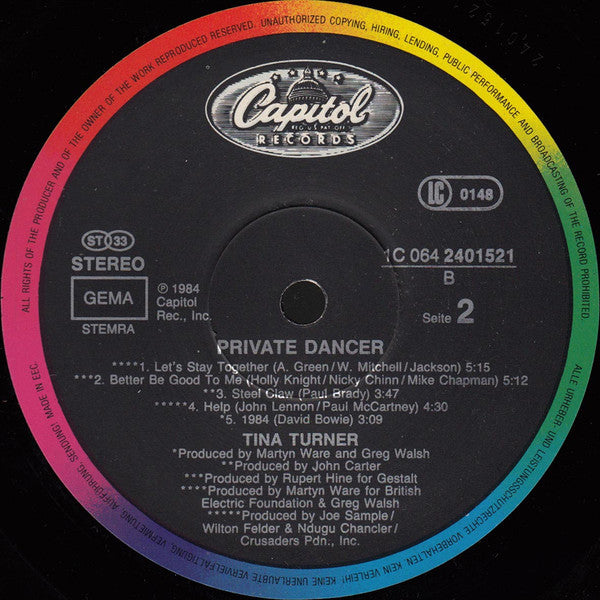 ALL RIGHTS OF THE PRODUCER AND OF THE OWNER OF THE WORK REPRODUCED RESERVED. UNAUTHORIZED COPYING, HIRING, LENDING, PUBLIC PERFORMANCE AND BROADCASTING OF THE RECORD PROHIBITED.
Capitol
REG. U.S. PAT. OFF.
RECORDS
LC 0148
ST 33
STEREO
GEMA
STEMRA
℗ 1984
Capitol
Rec., Inc.
1C 064 2401521
B
Seite 2
PRIVATE DANCER
****1. Let's Stay Together (A. Green/W. Mitchell/Jackson) 5:15
***2. Better Be Good To Me (Holly Knight/Nicky Chinn/Mike Chapman) 5:12
**3. Steel Claw (Paul Brady) 3:47
*****4. Help (John Lennon/Paul McCartney) 4:30
*5. 1984 (David Bowie) 3:09
TINA TURNER
*Produced by Martyn Ware and Greg Walsh
**Produced by John Carter
***Produced by Rupert Hine for Gestalt
****Produced by Martyn Ware for British
Electric Foundation & Greg Walsh
*****Produced by Joe Sample/
Wilton Felder & Ndugu Chancler/
Crusaders Pdn., Inc.
ALLE URHEBER- UND LEISTUNGSSCHUTZRECHTE VORBEHALTEN. KEIN VERLEIH! KEINE UNERLAUBTE VERVIELFÄLTIGUNG, VERMIETUNG, AUFFÜHRUNG, SENDUNG! MADE IN EEC.